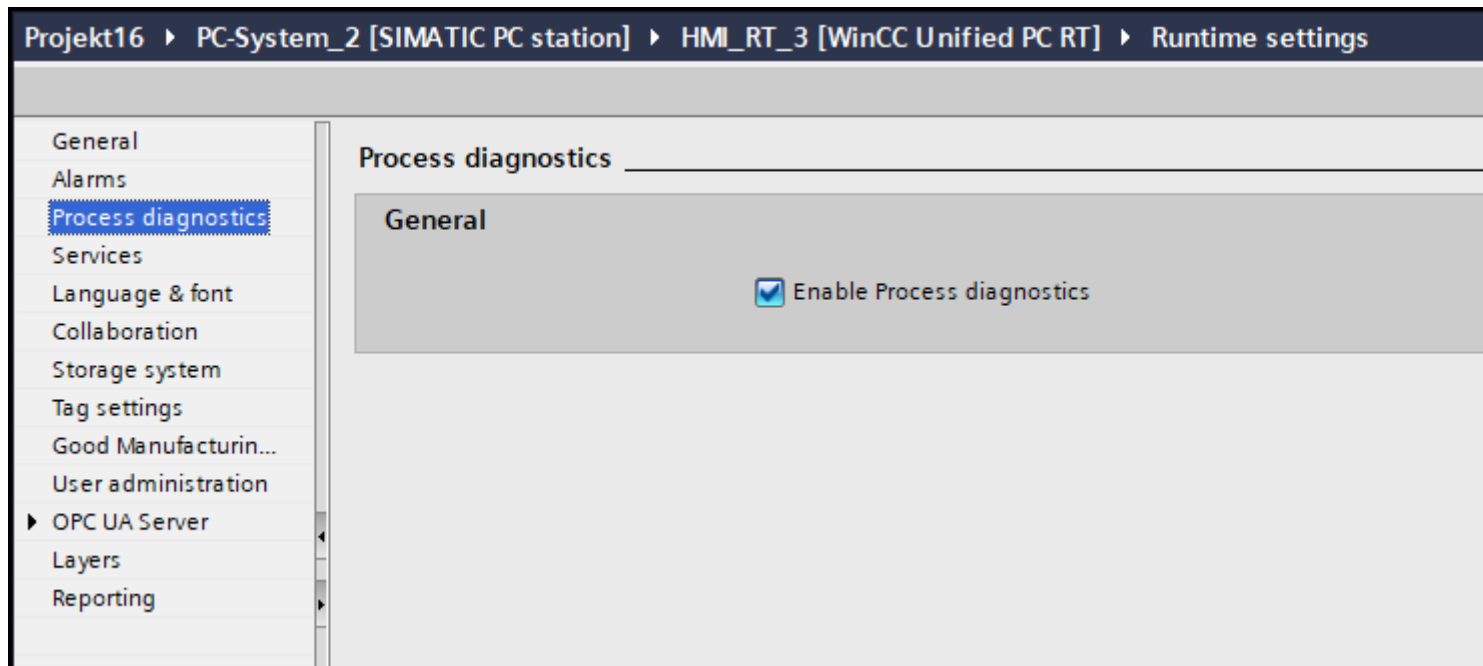 Projekt16 ▸ PC-System_2 [SIMATIC PC station] ▸ HMI_RT_3 [WinCC Unified PC RT] ▸ Runtime settings
General
Alarms
Process diagnostics
Services
Language & font
Collaboration
Storage system
Tag settings
Good Manufacturin...
User administration
OPC UA Server
Layers
Reporting
Process diagnostics
General
Enable Process diagnostics